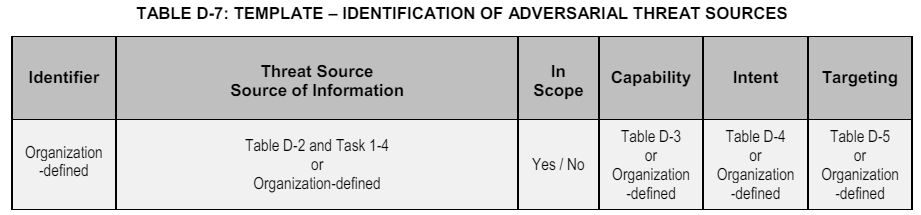 TABLE D-7: TEMPLATE – IDENTIFICATION OF ADVERSARIAL THREAT SOURCES
Identifier
Threat Source
Source of Information
In
Scope
Capability
Intent
Targeting
Organization
-defined
Table D-2 and Task 1-4
or
Organization-defined
Yes / No
Table D-3
or
Organization
-defined
Table D-4
or
Organization
-defined
Table D-5
or
Organization
-defined